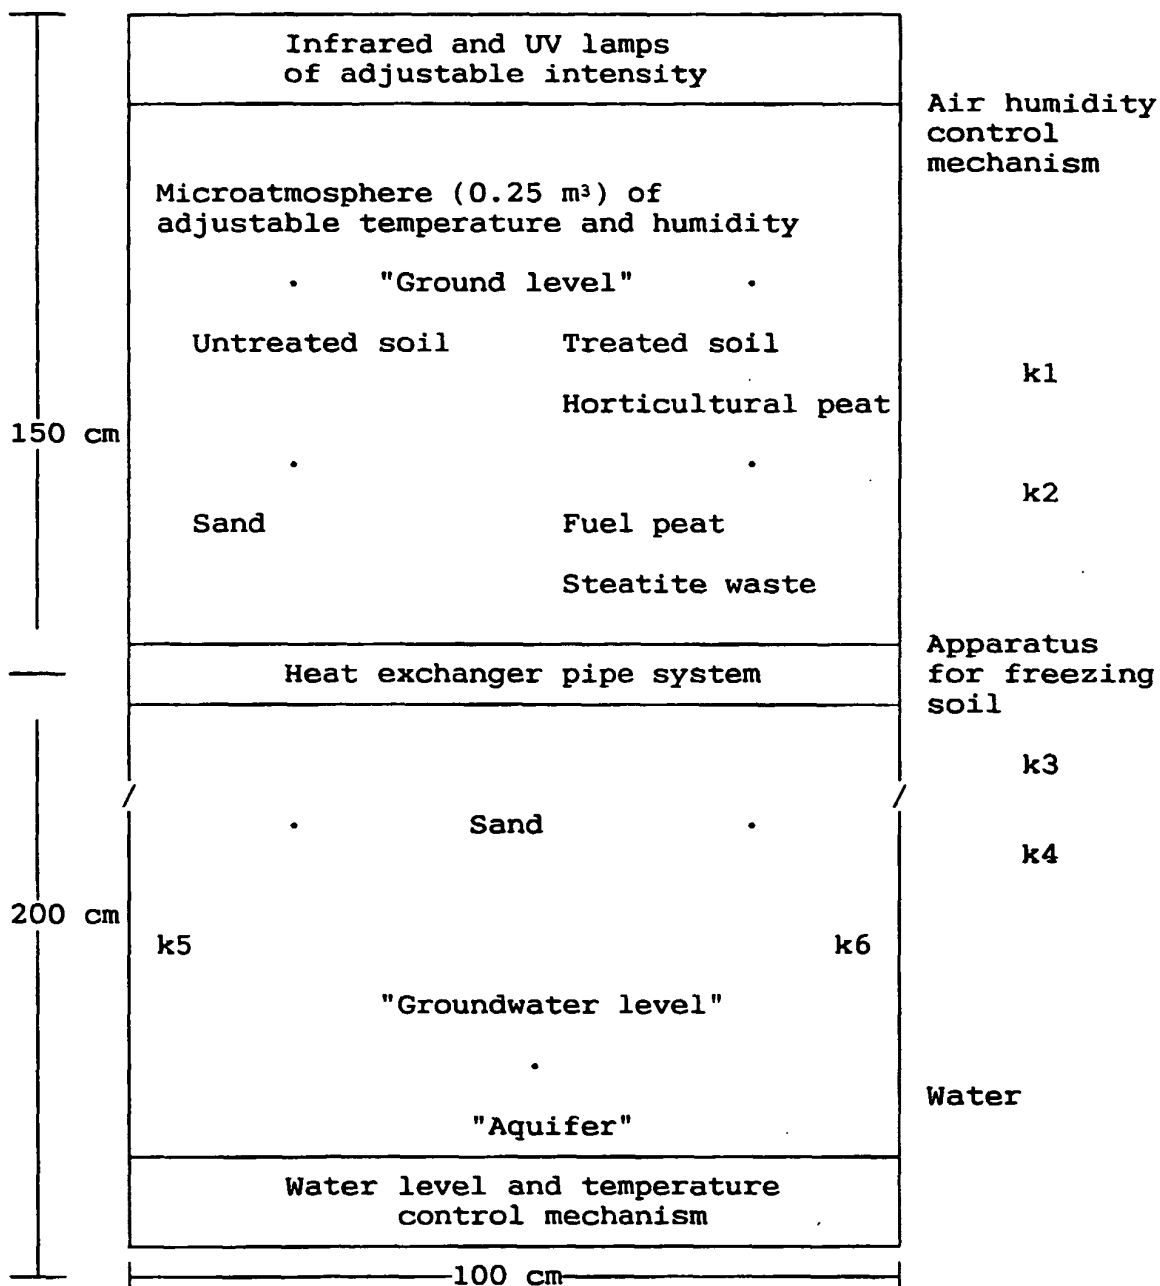 Infrared and UV lamps
of adjustable intensity
Air humidity
control
mechanism
Microatmosphere (0.25 m³) of
adjustable temperature and humidity
"Ground level"
Untreated soil Treated soil
k1
Horticultural peat
150 cm
k2
Sand Fuel peat
Steatite waste
Apparatus
for freezing
soil
Heat exchanger pipe system
k3
Sand
k4
200 cm
k5 k6
"Groundwater level"
Water
"Aquifer"
Water level and temperature
control mechanism
100 cm